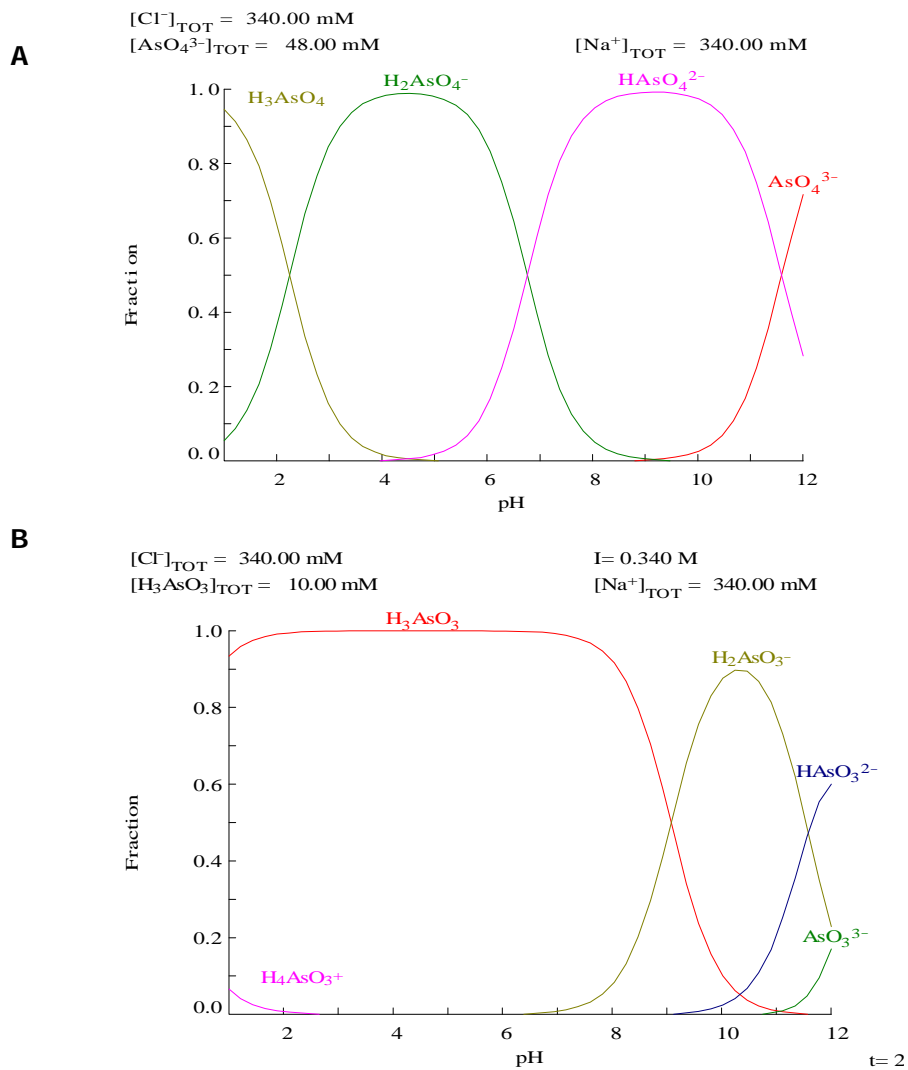 [Cl⁻]TOT = 340.00 mM
A
[AsO₄³⁻]TOT = 48.00 mM [Na⁺]TOT = 340.00 mM
H₃AsO₄ H₂AsO₄⁻ HAsO₄²⁻
AsO₄³⁻
1.0
0.8
0.6
0.4
0.2
0.0
Fraction
2 4 6 8 10 12
pH
B
[Cl⁻]TOT = 340.00 mM I= 0.340 M
[H₃AsO₃]TOT = 10.00 mM [Na⁺]TOT = 340.00 mM
H₃AsO₃
H₂AsO₃⁻
HAsO₃²⁻
AsO₃³⁻
H₄AsO₃⁺
1.0
0.8
0.6
0.4
0.2
0.0
Fraction
2 4 6 8 10 12
pH
t= 2